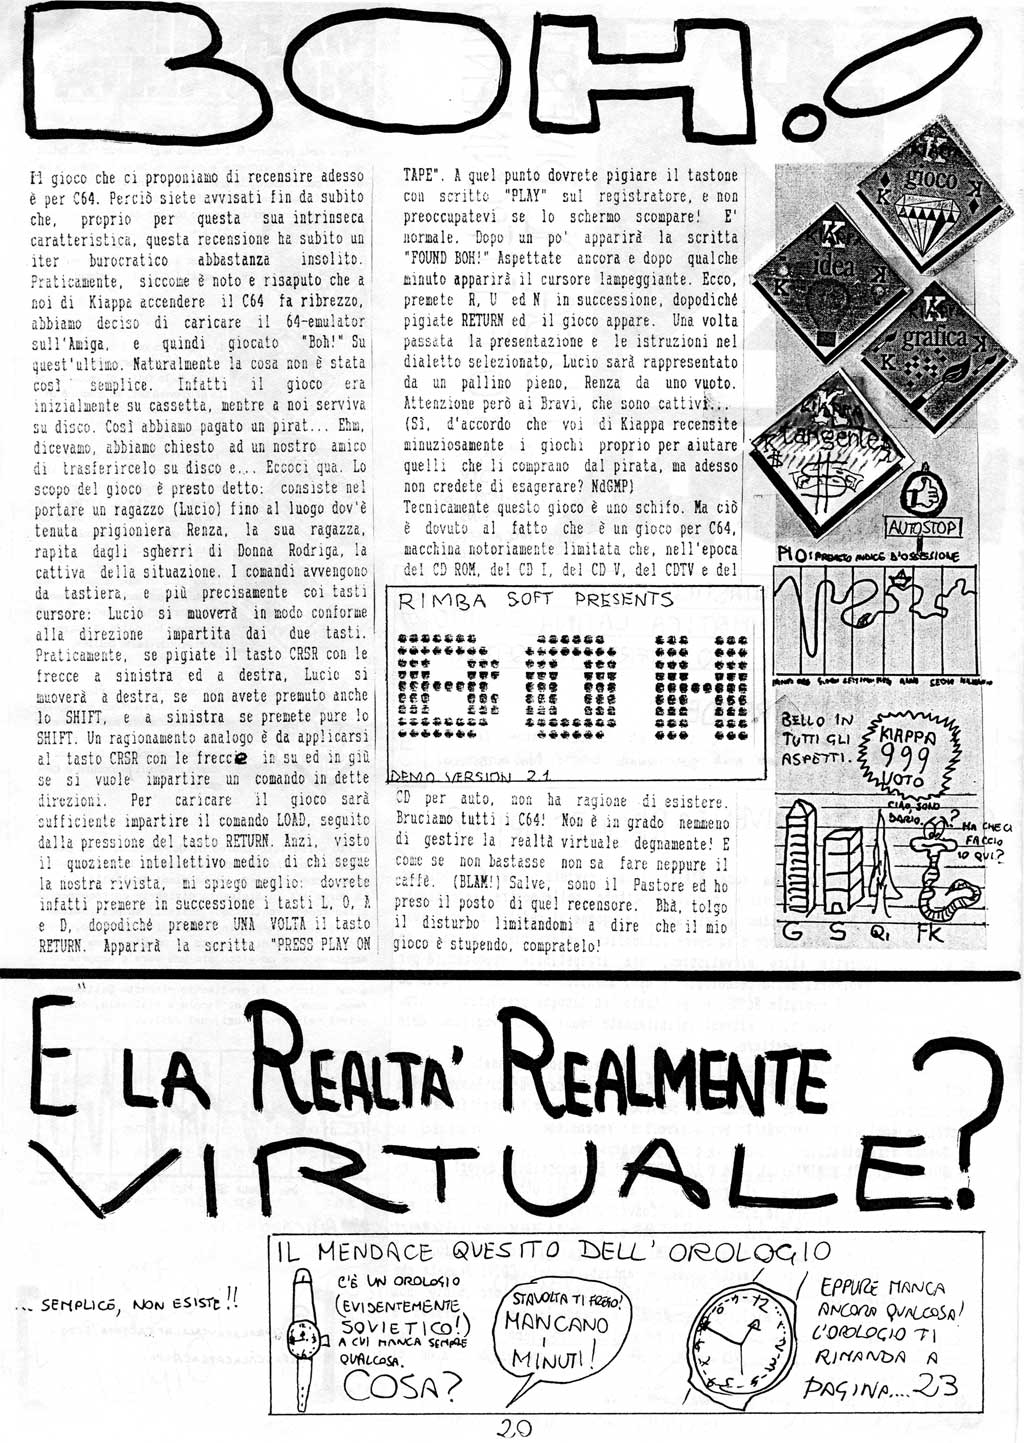 BOH!
Il gioco che ci proponiamo di recensire adesso
è per C64. Perciò siete avvisati fin da subito
che, proprio per questa sua intrinseca
caratteristica, questa recensione ha subito un
iter burocratico abbastanza insolito.
Praticamente, siccome è noto e risaputo che a
noi di Kiappa accendere il C64 fa ribrezzo,
abbiamo deciso di caricare il 64-emulator
sull'Amiga, e quindi giocato "Boh!" Su
quest'ultimo. Naturalmente la cosa non è stata
così semplice. Infatti il gioco era
inizialmente su cassetta, mentre a noi serviva
su disco. Così abbiamo pagato un pirat... Ehm,
dicevamo, abbiamo chiesto ad un nostro amico
di trasferircelo su disco e... Eccoci qua. Lo
scopo del gioco è presto detto: consiste nel
portare un ragazzo (Lucio) fino al luogo dov'è
tenuta prigioniera Renza, la sua ragazza,
rapita dagli sgherri di Donna Rodriga, la
cattiva della situazione. I comandi avvengono
da tastiera, e più precisamente coi tasti
cursore: Lucio si muoverà in modo conforme
alla direzione impartita dai due tasti.
Praticamente, se pigiate il tasto CRSR con le
frecce a sinistra ed a destra, Lucio si
muoverà a destra, se non avete premuto anche
lo SHIFT, e a sinistra se premete pure lo
SHIFT. Un ragionamento analogo è da applicarsi
al tasto CRSR con le frecce in su ed in giù
se si vuole impartire un comando in dette
direzioni. Per caricare il gioco sarà
sufficiente impartire il comando LOAD, seguito
dalla pressione del tasto RETURN. Anzi, visto
il quoziente intellettivo medio di chi segue
la nostra rivista, mi spiego meglio: dovrete
infatti premere in successione i tasti L, O, A
e D, dopodiché premere UNA VOLTA il tasto
RETURN. Apparirà la scritta "PRESS PLAY ON
TAPE". A quel punto dovrete pigiare il tastone
con scritto "PLAY" sul registratore, e non
preoccupatevi se lo schermo scompare! E'
normale. Dopo un po' apparirà la scritta
"FOUND BOH!" Aspettate ancora e dopo qualche
minuto apparirà il cursore lampeggiante. Ecco,
premete R, U ed N in successione, dopodiché
pigiate RETURN ed il gioco appare. Una volta
passata la presentazione e le istruzioni nel
dialetto selezionato, Lucio sarà rappresentato
da un pallino pieno, Renza da uno vuoto.
Attenzione però ai Bravi, che sono cattivi...
(Sì, d'accordo che voi di Kiappa recensite
minuziosamente i giochi proprio per aiutare
quelli che li comprano dal pirata, ma adesso
non credete di esagerare? NdGMP)
Tecnicamente questo gioco è uno schifo. Ma ciò
è dovuto al fatto che è un gioco per C64,
macchina notoriamente limitata che, nell'epoca
del CD ROM, del CD I, del CD V, del CDTV e del
RIMBA SOFT PRESENTS
BOH
DEMO VERSION 2.1
CD per auto, non ha ragione di esistere.
Bruciamo tutti i C64! Non è in grado nemmeno
di gestire la realtà virtuale degnamente! E
come se non bastasse non sa fare neppure il
caffè. (BLAM!) Salve, sono il Pastore ed ho
preso il posto di quel recensore. Bhà, tolgo
il disturbo limitandomi a dire che il mio
gioco è stupendo, compratelo!
K
gioco
K
idea
K
grafica
KIAPPA
tangente
AUTOSTOP
BELLO IN
TUTTI GLI
ASPETTI.
KIAPPA
999
VOTO
CIAO, SONO
DARIO.
?
MA CHE CI
FACCIO
IO QUI?
G S Q.I. FK
E' LA REALTA' REALMENTE
VIRTUALE?
... SEMPLICE, NON ESISTE!!
IL MENDACE QUESITO DELL' OROLOGIO
C'È UN OROLOGIO
(EVIDENTEMENTE
SOVIETICO!)
A CUI MANCA SEMPRE
QUALCOSA.
COSA?
STAVOLTA TI FREGO!
MANCANO
I
MINUTI!
EPPURE MANCA
ANCORA QUALCOSA!
L'OROLOGIO TI
RIMANDA A
PAGINA....23
20